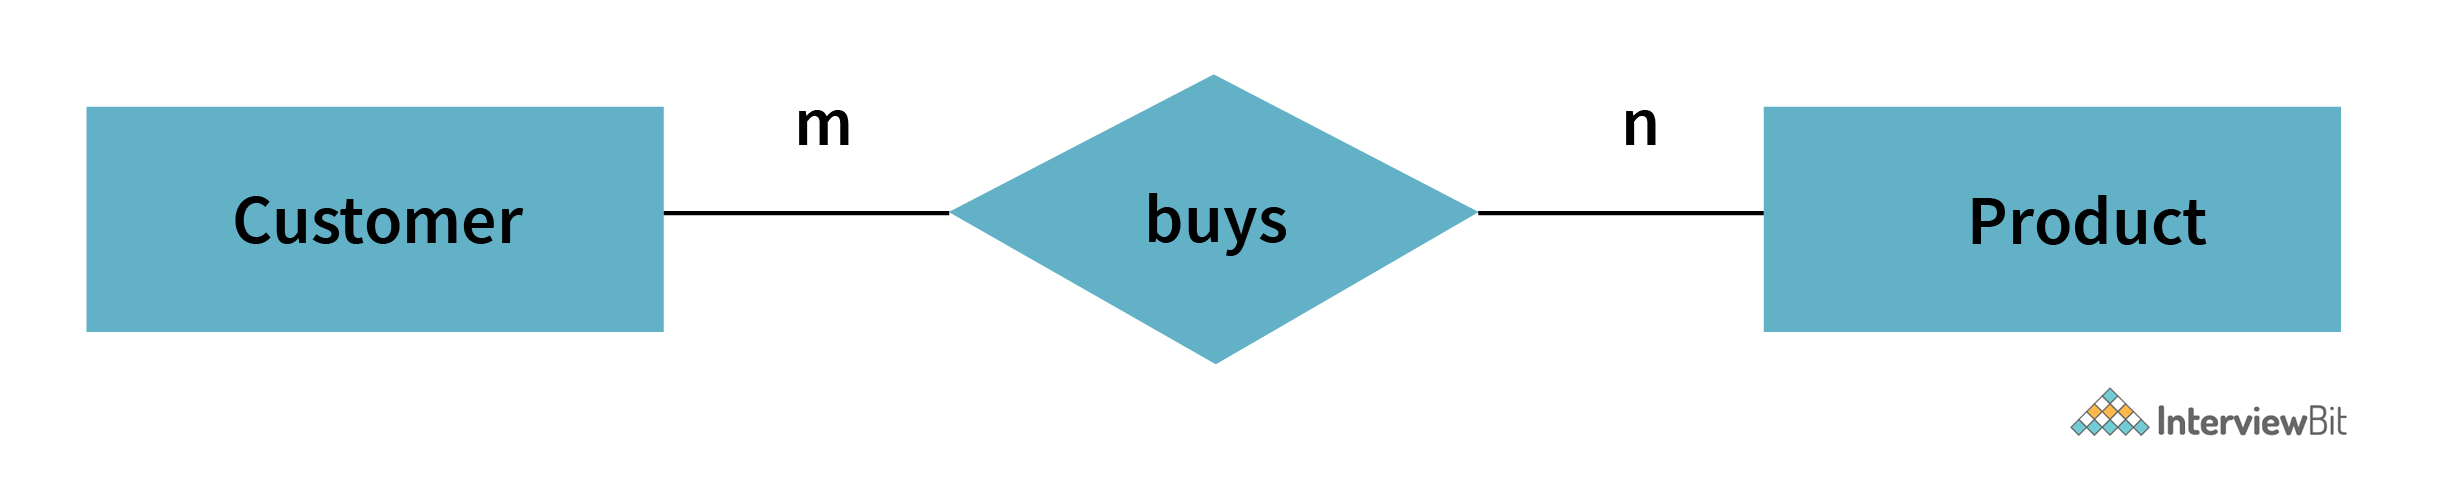 m
n
Customer
buys
Product
InterviewBit